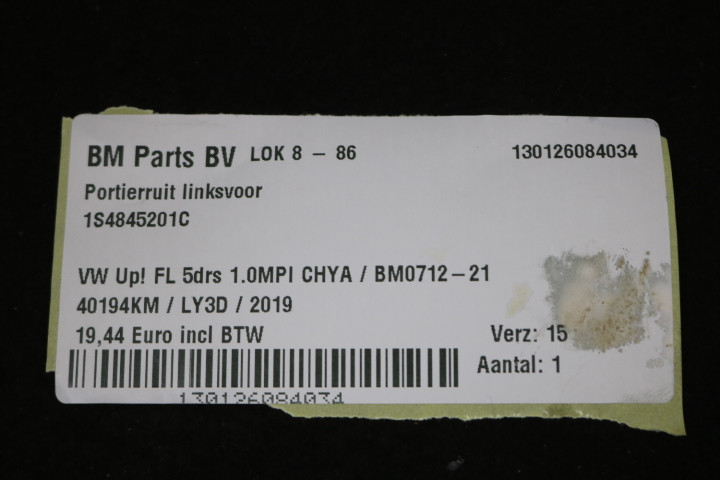 BM Parts BV LOK 8 - 86 130126084034
Portierruit linksvoor
1S4845201C
VW Up! FL 5drs 1.0MPI CHYA / BM0712-21
40194KM / LY3D / 2019
19,44 Euro incl BTW Verz: 15
Aantal: 1
130126084034